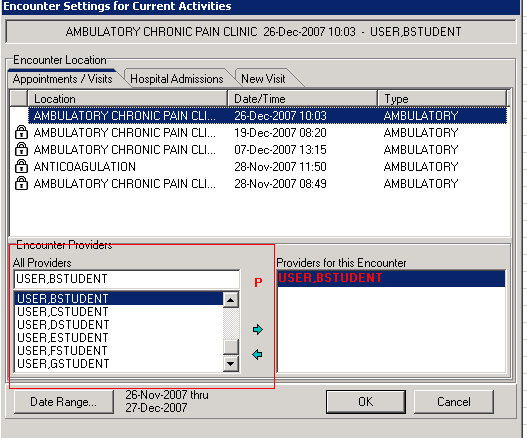 Encounter Settings for Current Activities
AMBULATORY CHRONIC PAIN CLINIC 26-Dec-2007 10:03 - USER,BSTUDENT
Encounter Location
Appointments / Visits Hospital Admissions New Visit
Location Date/Time Type
AMBULATORY CHRONIC PAIN CLI... 26-Dec-2007 10:03 AMBULATORY
AMBULATORY CHRONIC PAIN CLI... 19-Dec-2007 08:20 AMBULATORY
AMBULATORY CHRONIC PAIN CLI... 07-Dec-2007 13:15 AMBULATORY
ANTICOAGULATION 28-Nov-2007 11:50 AMBULATORY
AMBULATORY CHRONIC PAIN CLI... 28-Nov-2007 08:49 AMBULATORY
Encounter Providers
All Providers Providers for this Encounter
USER,BSTUDENT P USER,BSTUDENT
USER,BSTUDENT
USER,CSTUDENT
USER,DSTUDENT
USER,ESTUDENT
USER,FSTUDENT
USER,GSTUDENT
Date Range... 26-Nov-2007 thru OK Cancel
27-Dec-2007